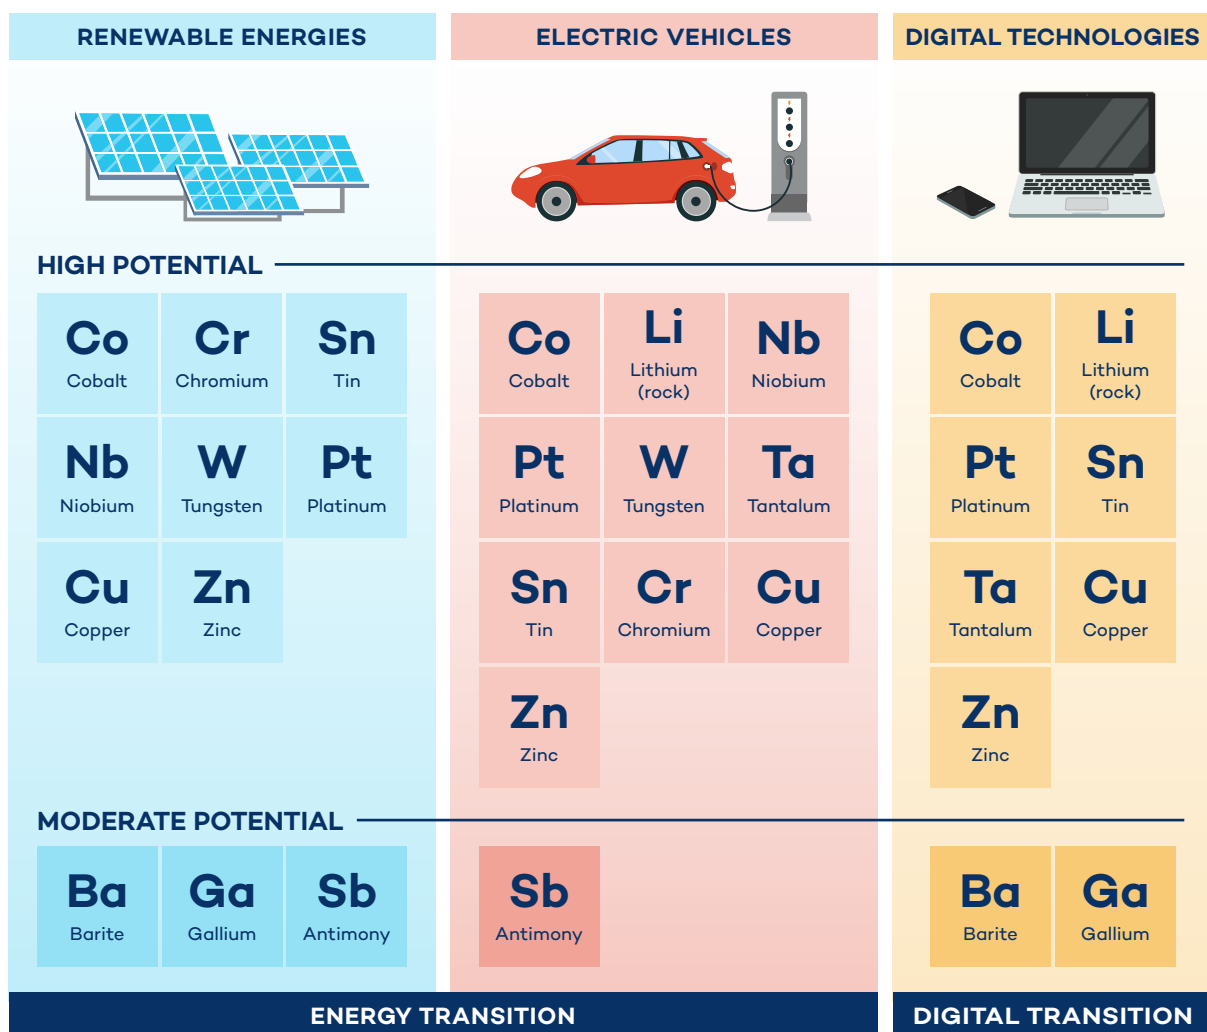 RENEWABLE ENERGIES
ELECTRIC VEHICLES
DIGITAL TECHNOLOGIES
HIGH POTENTIAL
Co
Cobalt
Cr
Chromium
Sn
Tin
Nb
Niobium
W
Tungsten
Pt
Platinum
Cu
Copper
Zn
Zinc
Co
Cobalt
Li
Lithium
(rock)
Nb
Niobium
Pt
Platinum
W
Tungsten
Ta
Tantalum
Sn
Tin
Cr
Chromium
Cu
Copper
Zn
Zinc
Co
Cobalt
Li
Lithium
(rock)
Pt
Platinum
Sn
Tin
Ta
Tantalum
Cu
Copper
Zn
Zinc
MODERATE POTENTIAL
Ba
Barite
Ga
Gallium
Sb
Antimony
Sb
Antimony
Ba
Barite
Ga
Gallium
ENERGY TRANSITION
DIGITAL TRANSITION